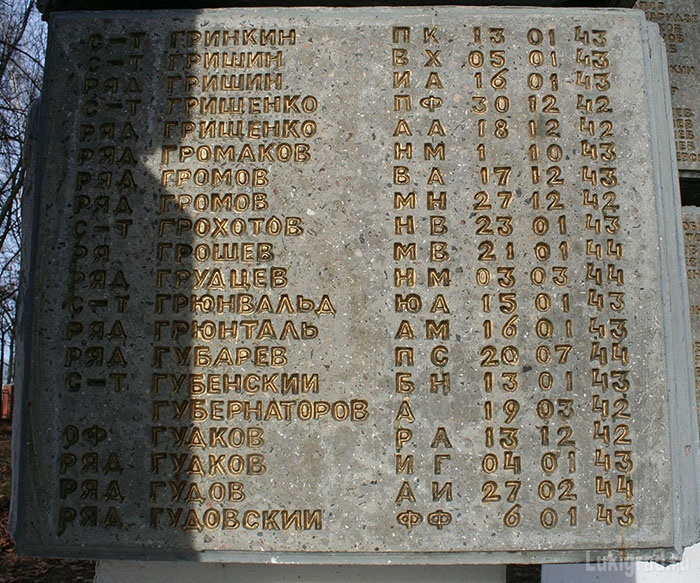 С-Т ГРИНКИН П К 13 01 43
С-Т ГРИШИН В Х 05 01 43
РЯД ГРИШИН И А 16 01 43
С-Т ГРИЩЕНКО П Ф 30 12 42
РЯД ГРИЩЕНКО А А 18 12 42
РЯД ГРОМАКОВ Н М 1 10 43
РЯД ГРОМОВ В А 17 12 43
РЯД ГРОМОВ М Н 27 12 42
С-Т ГРОХОТОВ Н В 23 01 43
РЯ ГРОШЕВ М В 21 01 44
РЯД ГРУДЦЕВ Н М 03 03 44
С-Т ГРЮНВАЛЬД Ю А 15 01 43
РЯД ГРЮНТАЛЬ А М 16 01 43
РЯД ГУБАРЕВ П С 20 07 44
С-Т ГУБЕНСКИИ Б Н 13 01 43
ГУБЕРНАТОРОВ А 19 03 42
ОФ ГУДКОВ Р А 13 12 42
РЯД ГУДКОВ И Г 04 01 43
РЯД ГУДОВ А И 27 02 44
РЯД ГУДОВСКИИ Ф Ф 6 01 43
Lukigrad.ru